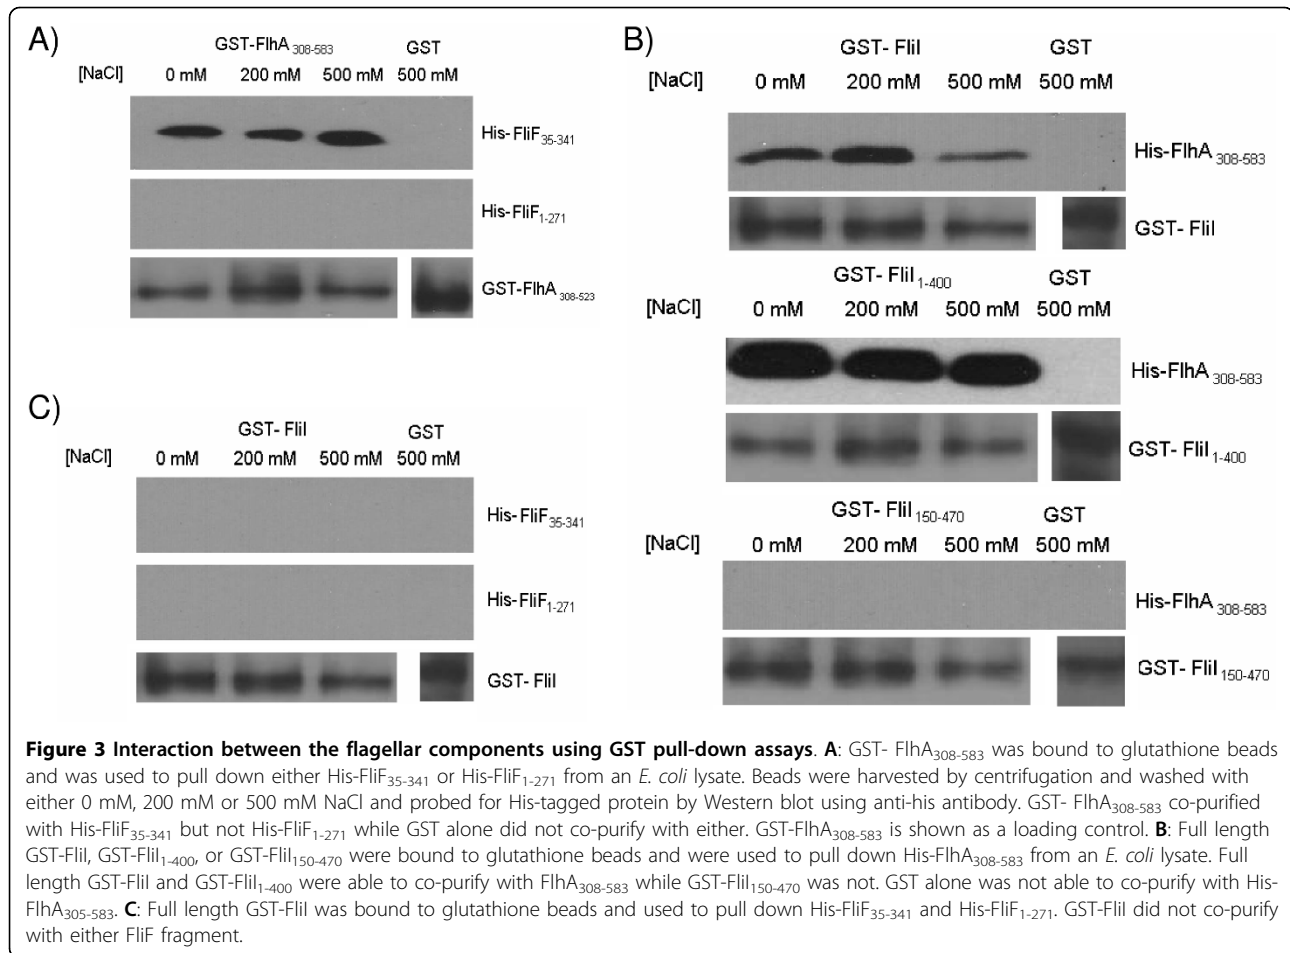 A)
GST-FlhA308-583 GST
[NaCl] 0 mM 200 mM 500 mM 500 mM
His-FliF35-341
His-FliF1-271
GST-FlhA308-523
B)
GST- FliI GST
[NaCl] 0 mM 200 mM 500 mM 500 mM
His-FlhA308-583
GST- FliI
GST- FliI1-400 GST
[NaCl] 0 mM 200 mM 500 mM 500 mM
His-FlhA308-583
GST- FliI1-400
GST- FliI150-470 GST
[NaCl] 0 mM 200 mM 500 mM 500 mM
His-FlhA308-583
GST- FliI150-470
C)
GST- FliI GST
[NaCl] 0 mM 200 mM 500 mM 500 mM
His-FliF35-341
His-FliF1-271
GST- FliI
Figure 3 Interaction between the flagellar components using GST pull-down assays. A: GST- FlhA308-583 was bound to glutathione beads
and was used to pull down either His-FliF35-341 or His-FliF1-271 from an E. coli lysate. Beads were harvested by centrifugation and washed with
either 0 mM, 200 mM or 500 mM NaCl and probed for His-tagged protein by Western blot using anti-his antibody. GST- FlhA308-583 co-purified
with His-FliF35-341 but not His-FliF1-271 while GST alone did not co-purify with either. GST-FlhA308-583 is shown as a loading control. B: Full length
GST-FliI, GST-FliI1-400, or GST-FliI150-470 were bound to glutathione beads and were used to pull down His-FlhA308-583 from an E. coli lysate. Full
length GST-FliI and GST-FliI1-400 were able to co-purify with FlhA308-583 while GST-FliI150-470 was not. GST alone was not able to co-purify with His-
FlhA305-583. C: Full length GST-FliI was bound to glutathione beads and used to pull down His-FliF35-341 and His-FliF1-271. GST-FliI did not co-purify
with either FliF fragment.